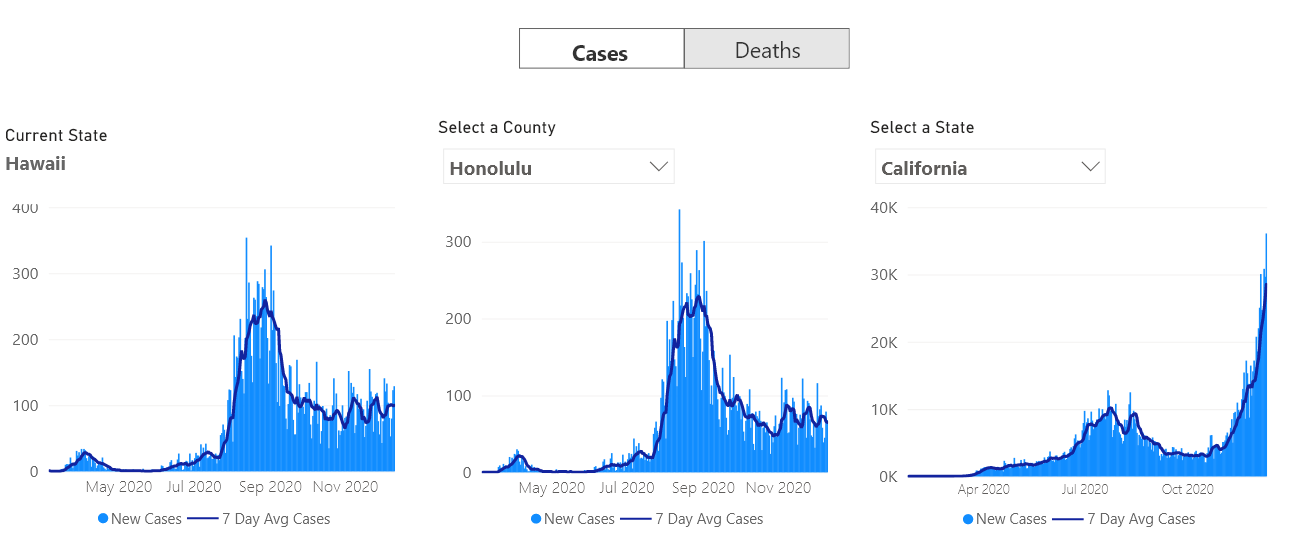 Cases
Deaths
Current State
Hawaii
400
300
200
100
0
May 2020 Jul 2020 Sep 2020 Nov 2020
New Cases 7 Day Avg Cases
Select a County
Honolulu
300
200
100
0
May 2020 Jul 2020 Sep 2020 Nov 2020
New Cases 7 Day Avg Cases
Select a State
California
40K
30K
20K
10K
0K
Apr 2020 Jul 2020 Oct 2020
New Cases 7 Day Avg Cases